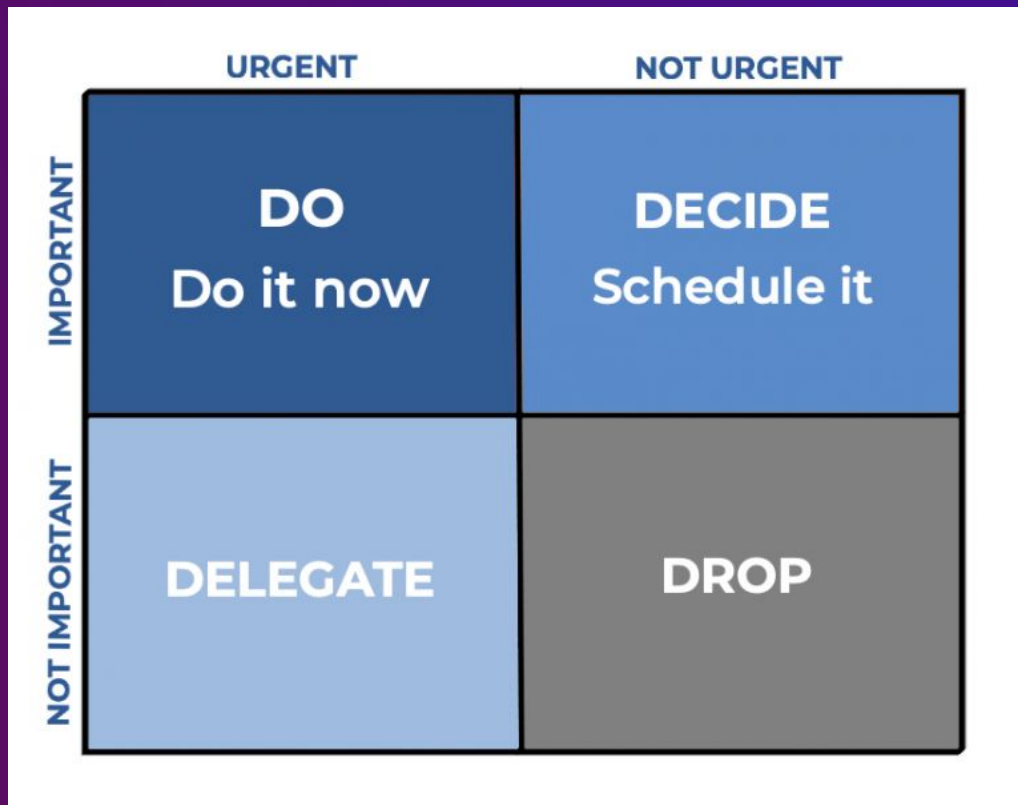 URGENT
NOT URGENT
IMPORTANT
DO
Do it now
DECIDE
Schedule it
NOT IMPORTANT
DELEGATE
DROP